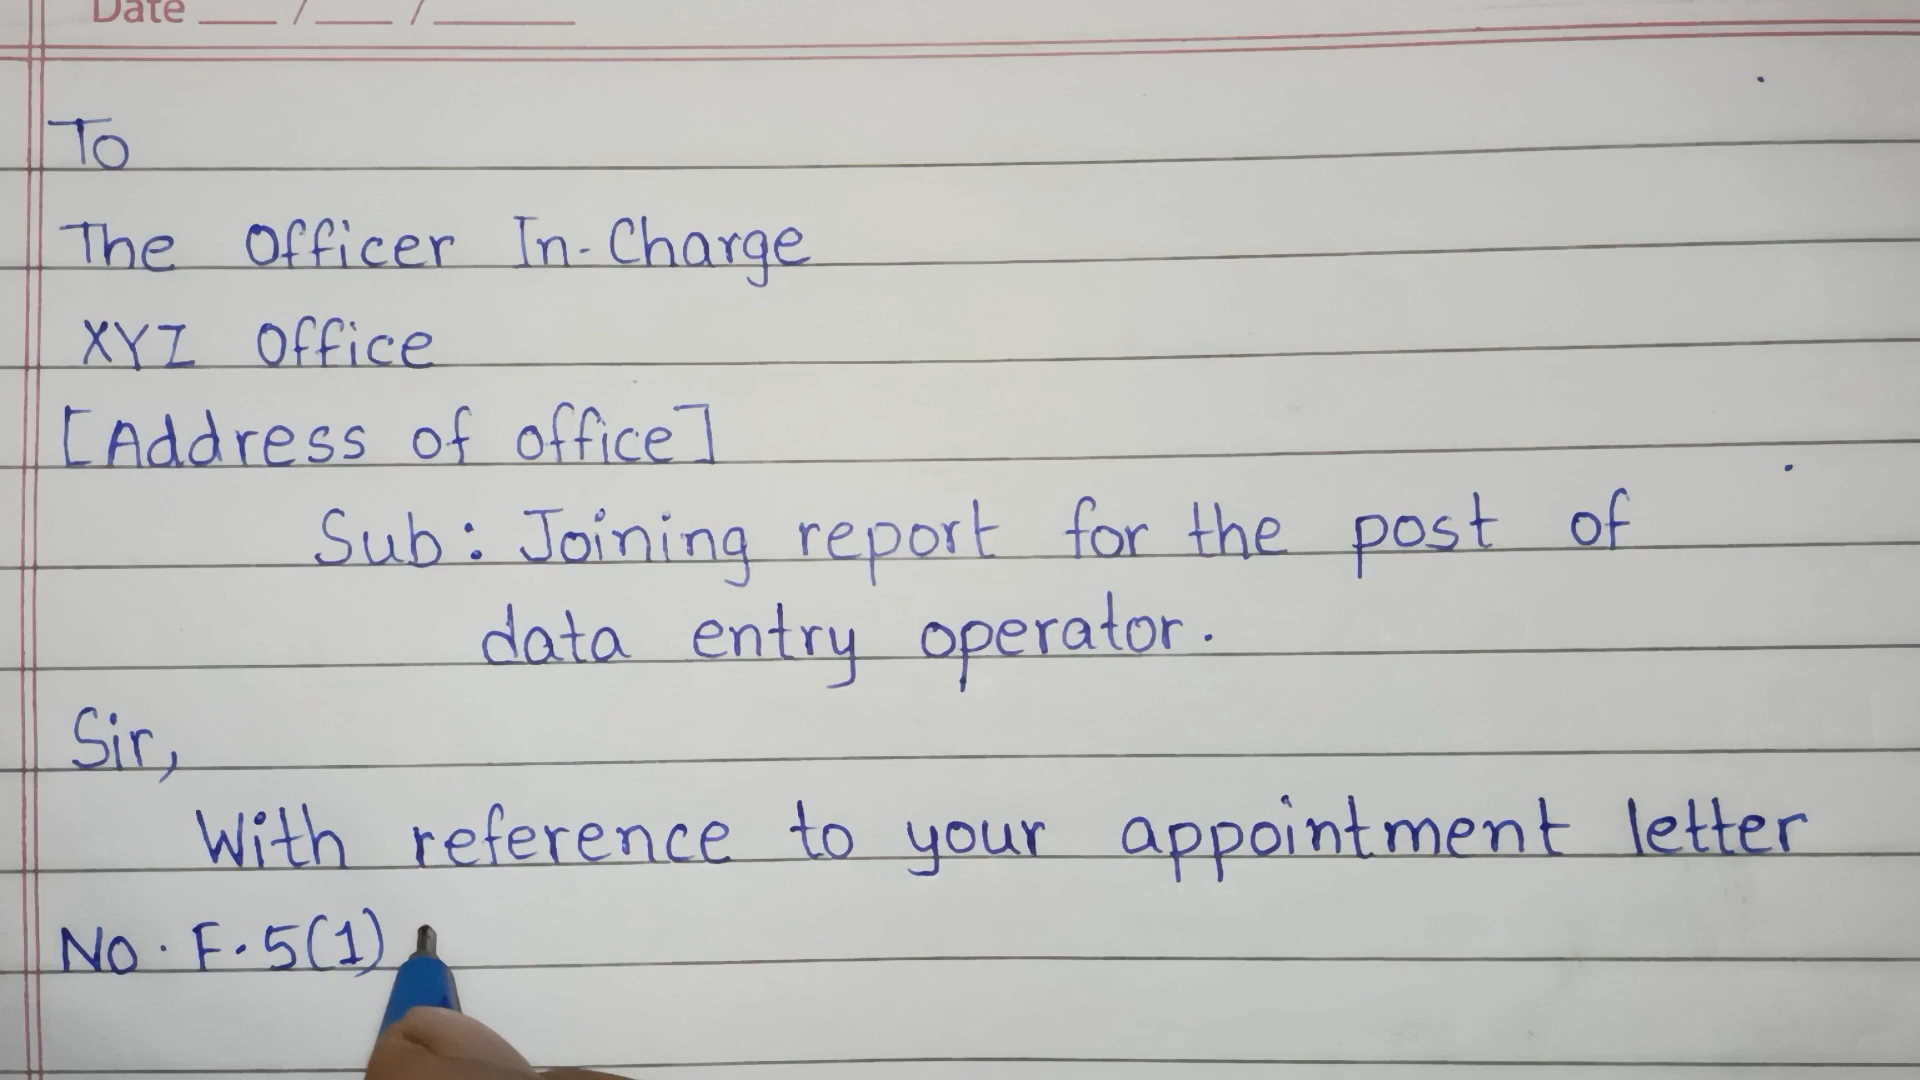 Date ___/___/_____
To
The Officer In-Charge
XYZ Office
[Address of office]
Sub: Joining report for the post of
data entry operator.
Sir,
With reference to your appointment letter
No. F.5(1)